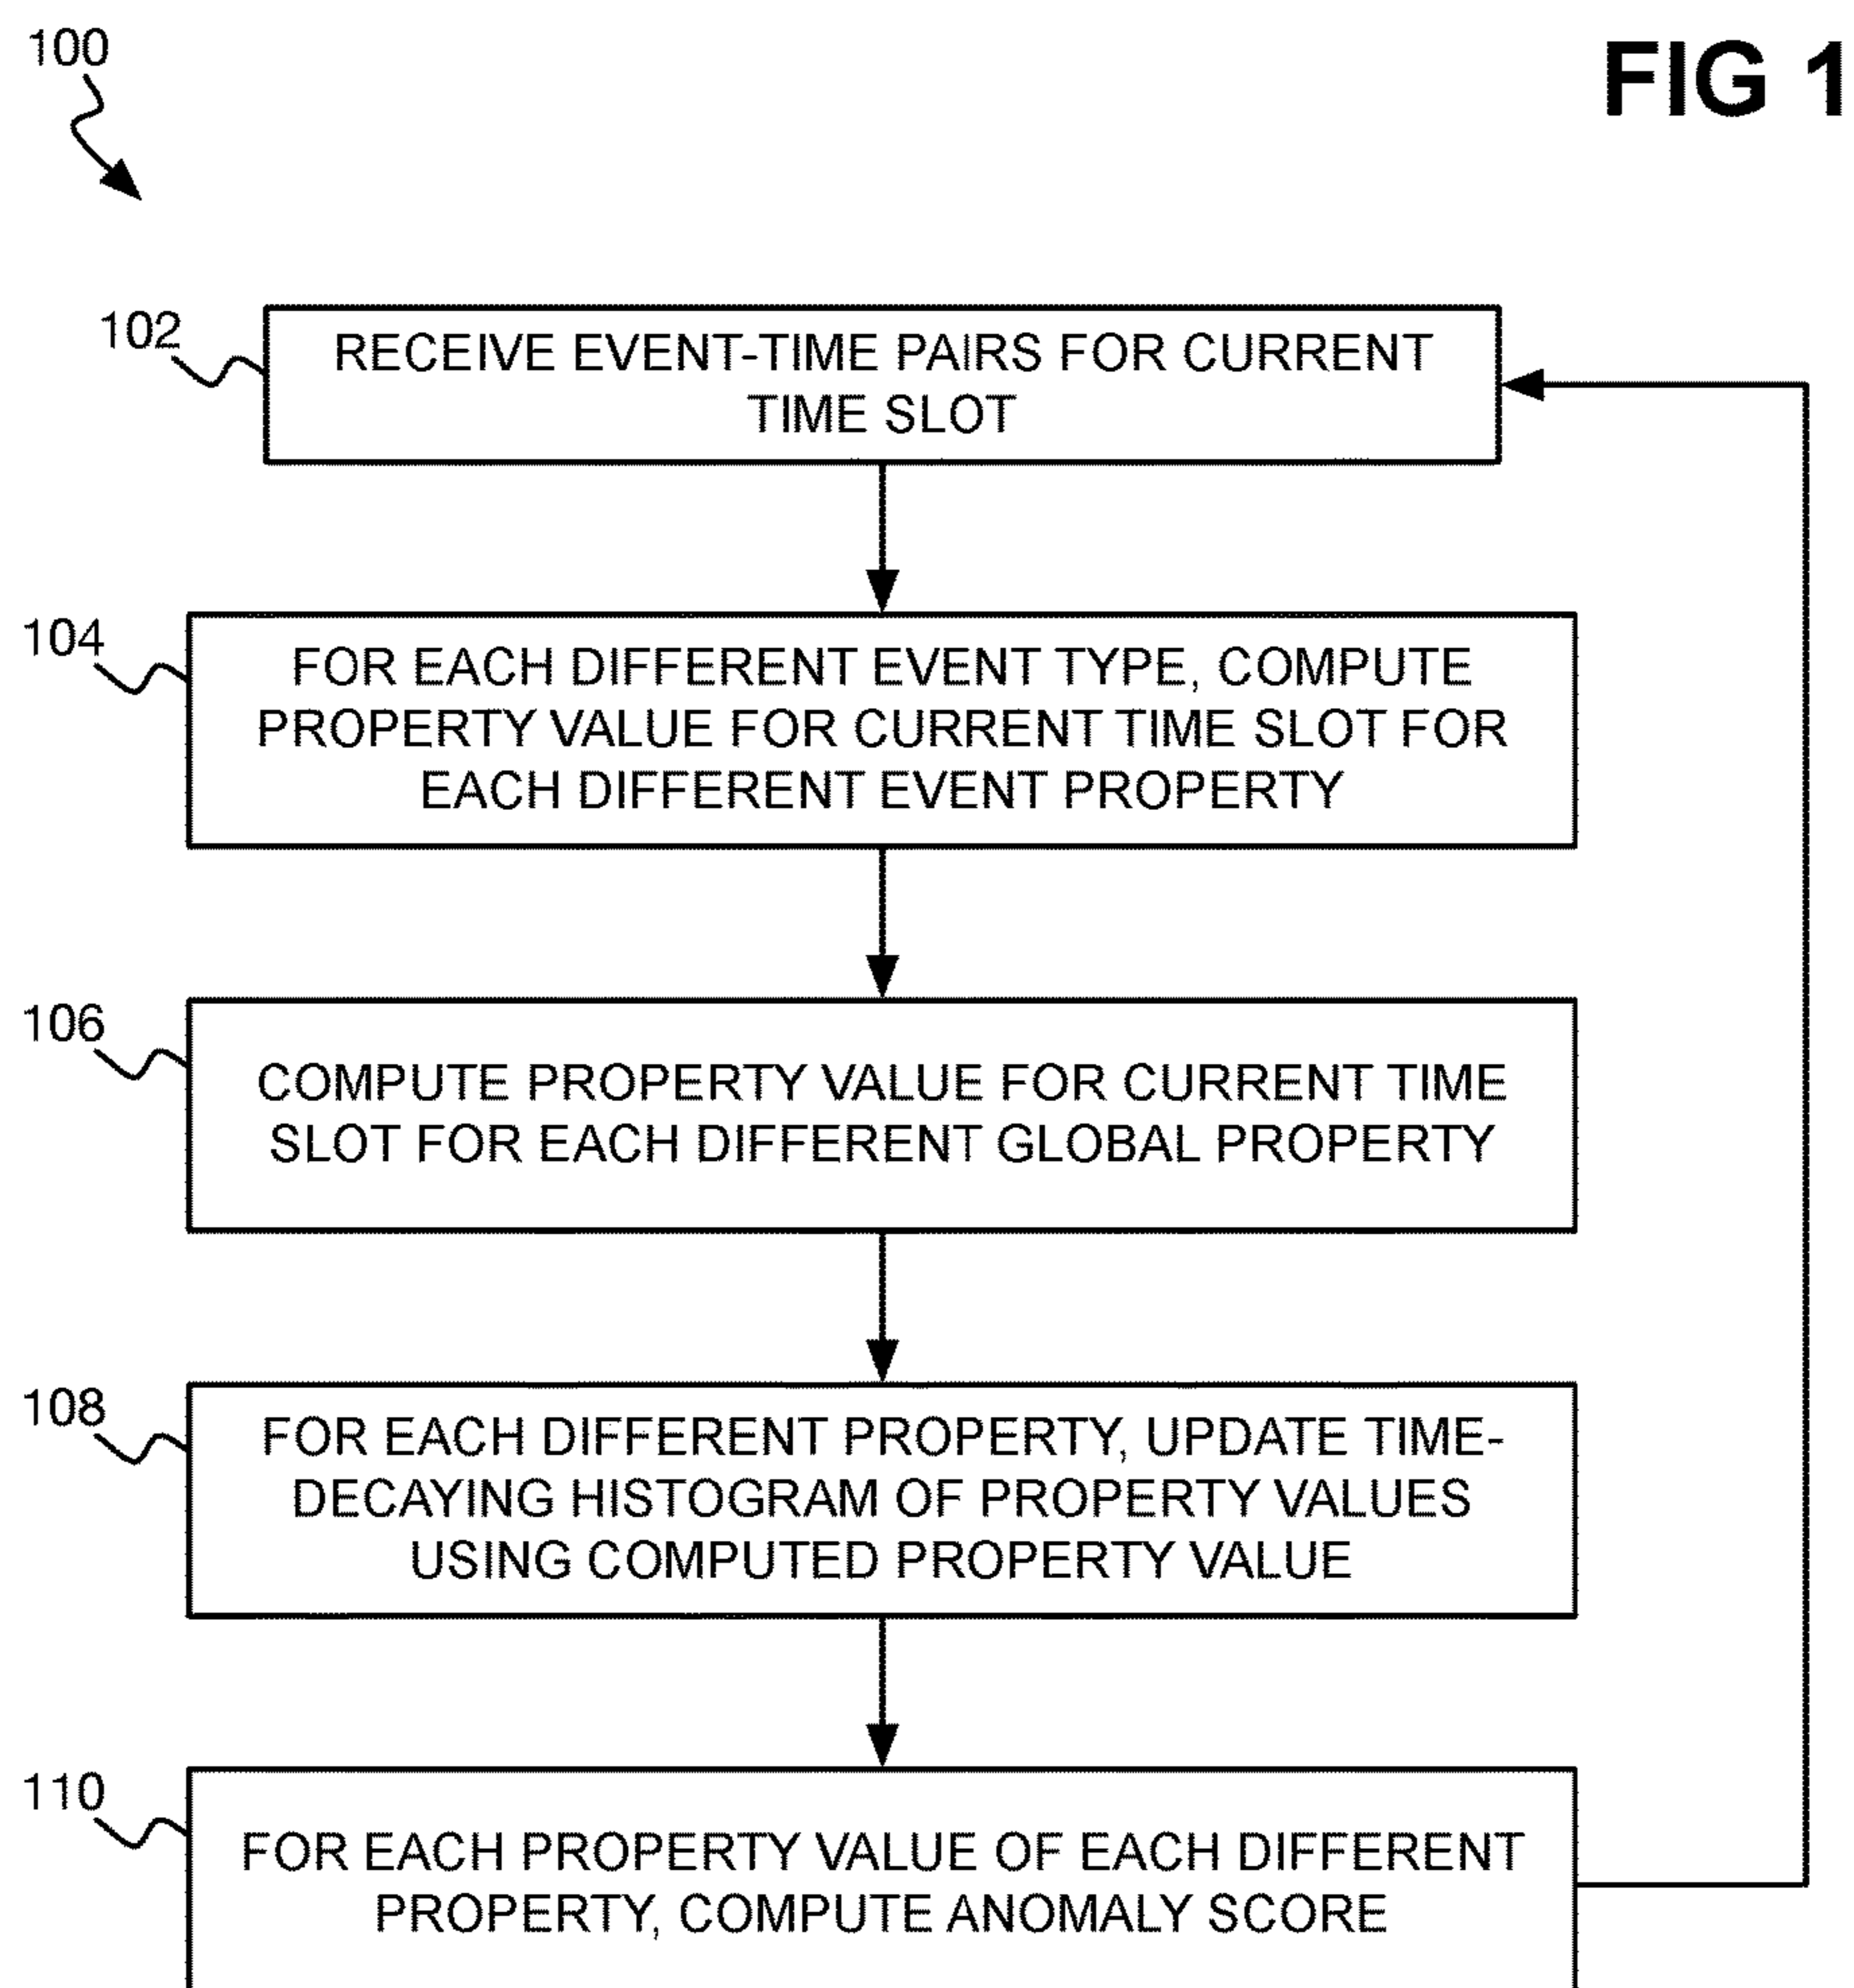 100
FIG 1
102
RECEIVE EVENT-TIME PAIRS FOR CURRENT
TIME SLOT
104
FOR EACH DIFFERENT EVENT TYPE, COMPUTE
PROPERTY VALUE FOR CURRENT TIME SLOT FOR
EACH DIFFERENT EVENT PROPERTY
106
COMPUTE PROPERTY VALUE FOR CURRENT TIME
SLOT FOR EACH DIFFERENT GLOBAL PROPERTY
108
FOR EACH DIFFERENT PROPERTY, UPDATE TIME-
DECAYING HISTOGRAM OF PROPERTY VALUES
USING COMPUTED PROPERTY VALUE
110
FOR EACH PROPERTY VALUE OF EACH DIFFERENT
PROPERTY, COMPUTE ANOMALY SCORE